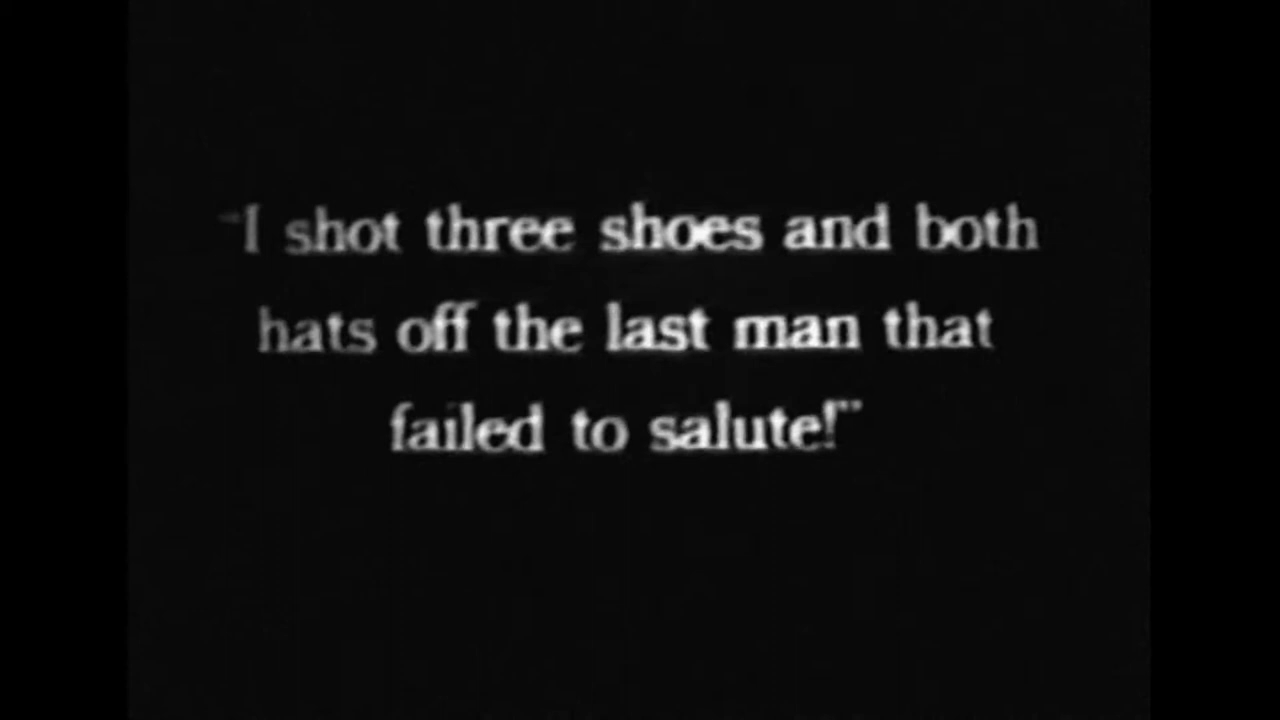 "I shot three shoes and both
hats off the last man that
failed to salute!"